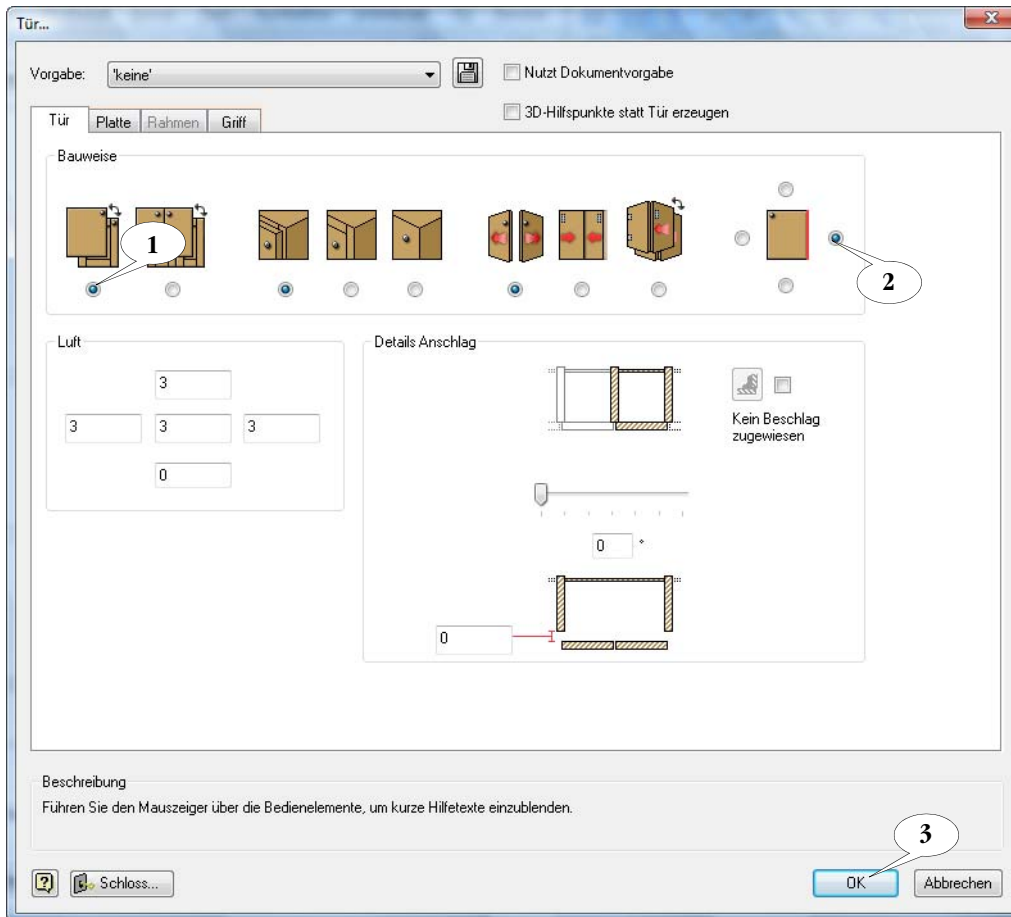 Tür...
Vorgabe: 'keine'
Nutzt Dokumentvorgabe
3D-Hilfspunkte statt Tür erzeugen
Tür Platte Rahmen Griff
Bauweise
1
2
Luft
3
3 3 3
0
Details Anschlag
Kein Beschlag
zugewiesen
0 °
0
Beschreibung
Führen Sie den Mauszeiger über die Bedienelemente, um kurze Hilfetexte einzublenden.
3
? Schloss... OK Abbrechen